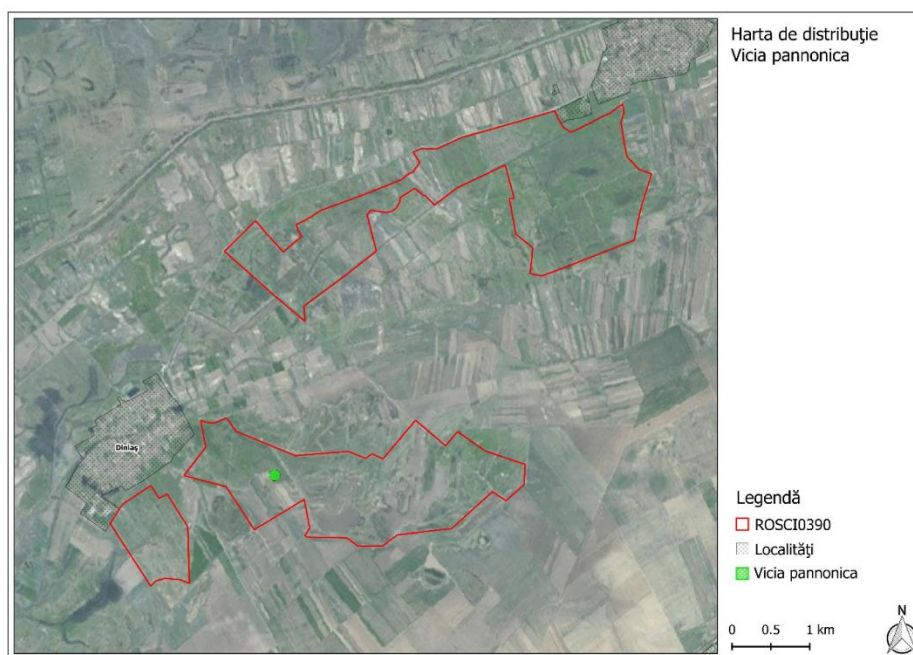 Harta de distribuţie
Vicia pannonica
Diniaş
Legendă
ROSCI0390
Localităţi
Vicia pannonica
0 0.5 1 km
N